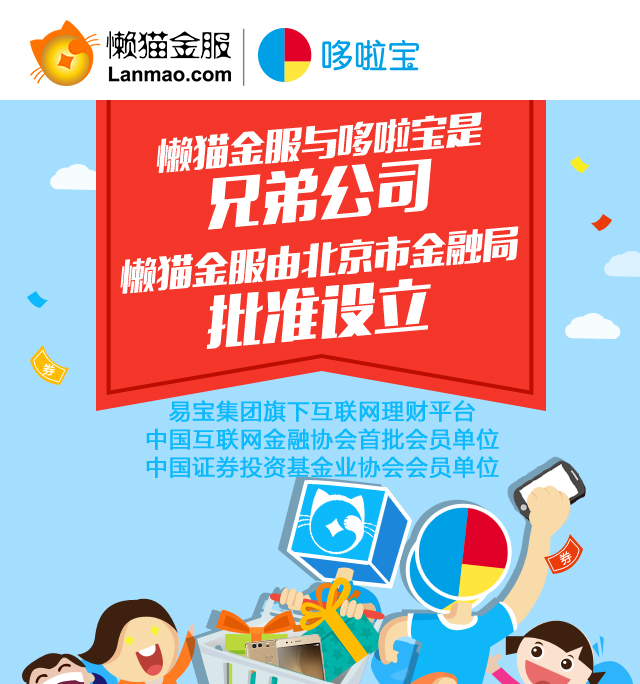 懒猫金服
Lanmao.com
哆啦宝
懒猫金服与哆啦宝是
兄弟公司
懒猫金服由北京市金融局
批准设立
券
易宝集团旗下互联网理财平台
中国互联网金融协会首批会员单位
中国证券投资基金业协会会员单位
券